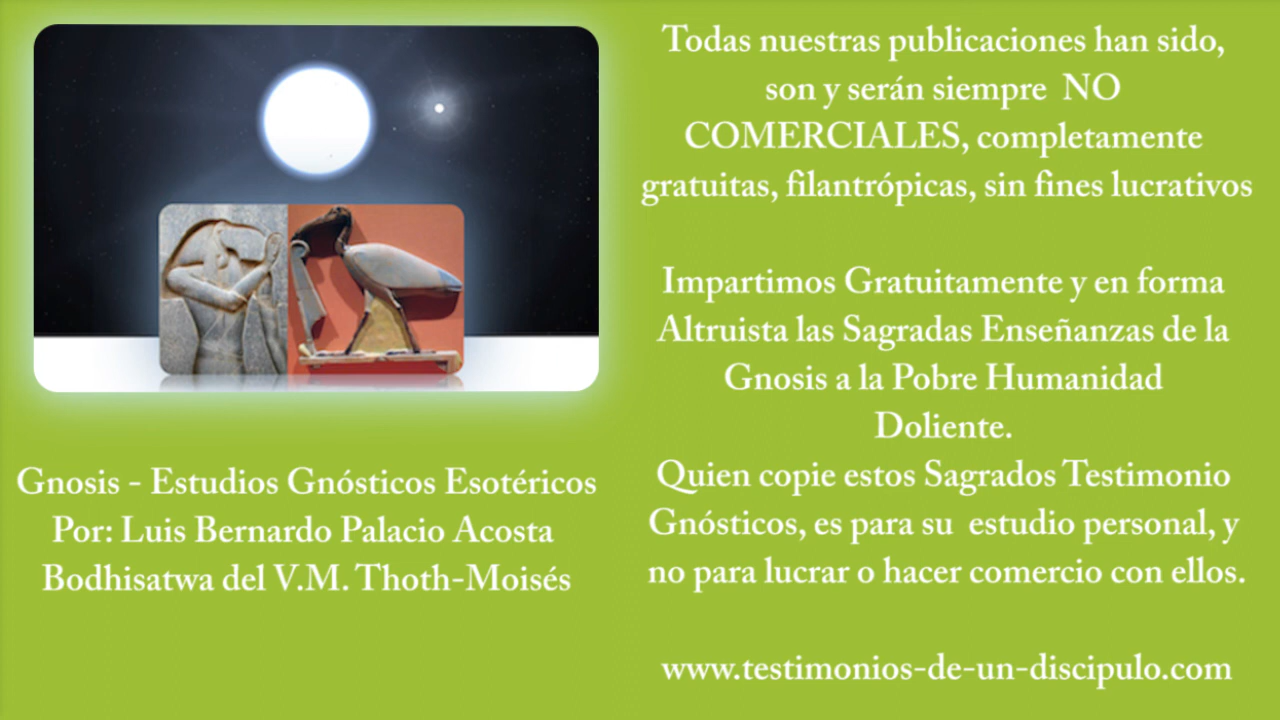 Gnosis - Estudios Gnósticos Esotéricos
Por: Luis Bernardo Palacio Acosta
Bodhisatwa del V.M. Thoth-Moisés
Todas nuestras publicaciones han sido,
son y serán siempre NO
COMERCIALES, completamente
gratuitas, filantrópicas, sin fines lucrativos
Impartimos Gratuitamente y en forma
Altruista las Sagradas Enseñanzas de la
Gnosis a la Pobre Humanidad
Doliente.
Quien copie estos Sagrados Testimonio
Gnósticos, es para su estudio personal, y
no para lucrar o hacer comercio con ellos.
www.testimonios-de-un-discipulo.com